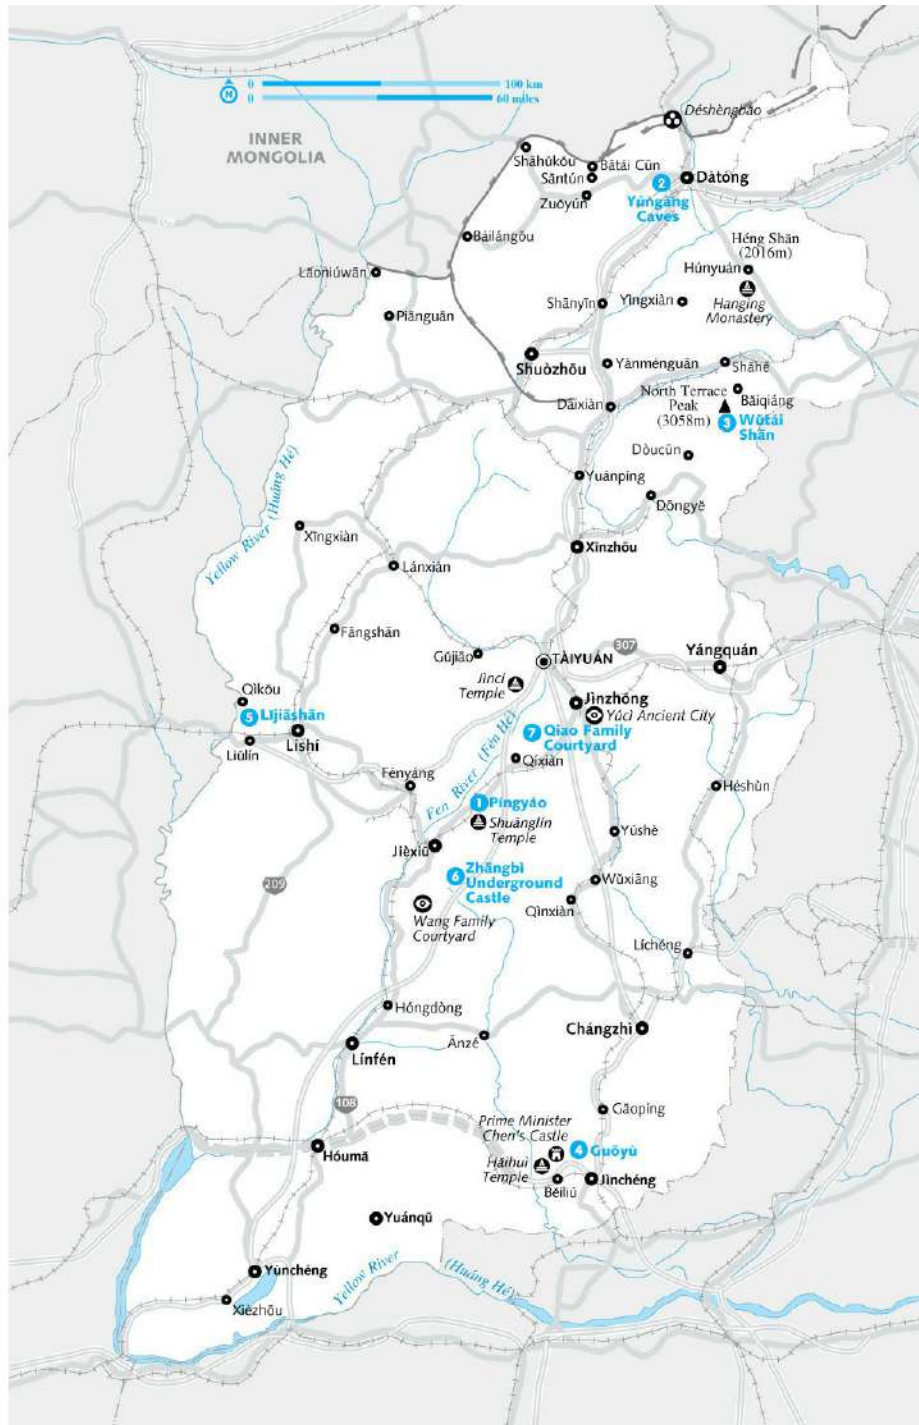 0
100 km
N
0
60 miles
INNER
MONGOLIA
Déshèngbǎo
Shāhǔkǒu
Bātái Cūn
Sāntún
Dàtóng
2
Yúngāng
Caves
Zuǒyún
Bàilángōu
Héng Shān
(2016m)
Lǎoniúwān
Húnyuán
Shānyīn
Yìngxiàn
Hanging
Monastery
Piānguān
Shuòzhōu
Yànménguān
Shāhé
North Terrace
Peak
(3058m)
Bāiqiáng
Dàixiàn
3
Wǔtái
Shān
Dòucūn
Yuánpíng
Dōngyě
Yellow River (Huáng Hé)
Xīngxiàn
Xīnzhōu
Lánxiàn
Fāngshān
307
Gǔjiāo
TÀIYUÁN
Yángquán
Jìncí
Temple
Qìkǒu
Jìnzhōng
5
Lǐjiāshān
Yúcì Ancient City
Líshí
7
Qiao Family
Courtyard
Liǔlín
Fen River (Fén Hé)
Qíxiàn
Fényáng
Héshùn
1
Píngyáo
Shuānglín
Temple
Yúshè
Jièxiū
6
Zhāngbì
Underground
Castle
Wǔxiāng
209
Qìnxiàn
Wang Family
Courtyard
Líchéng
Hóngdòng
Chángzhì
Ānzé
Línfén
108
Gāopíng
Prime Minister
Chen's Castle
4
Guōyù
Hóumǎ
Hǎihuì
Temple
Běiliú
Jìnchéng
Yuánqū
Yellow River
(Huáng Hé)
Yùnchéng
Xièzhōu